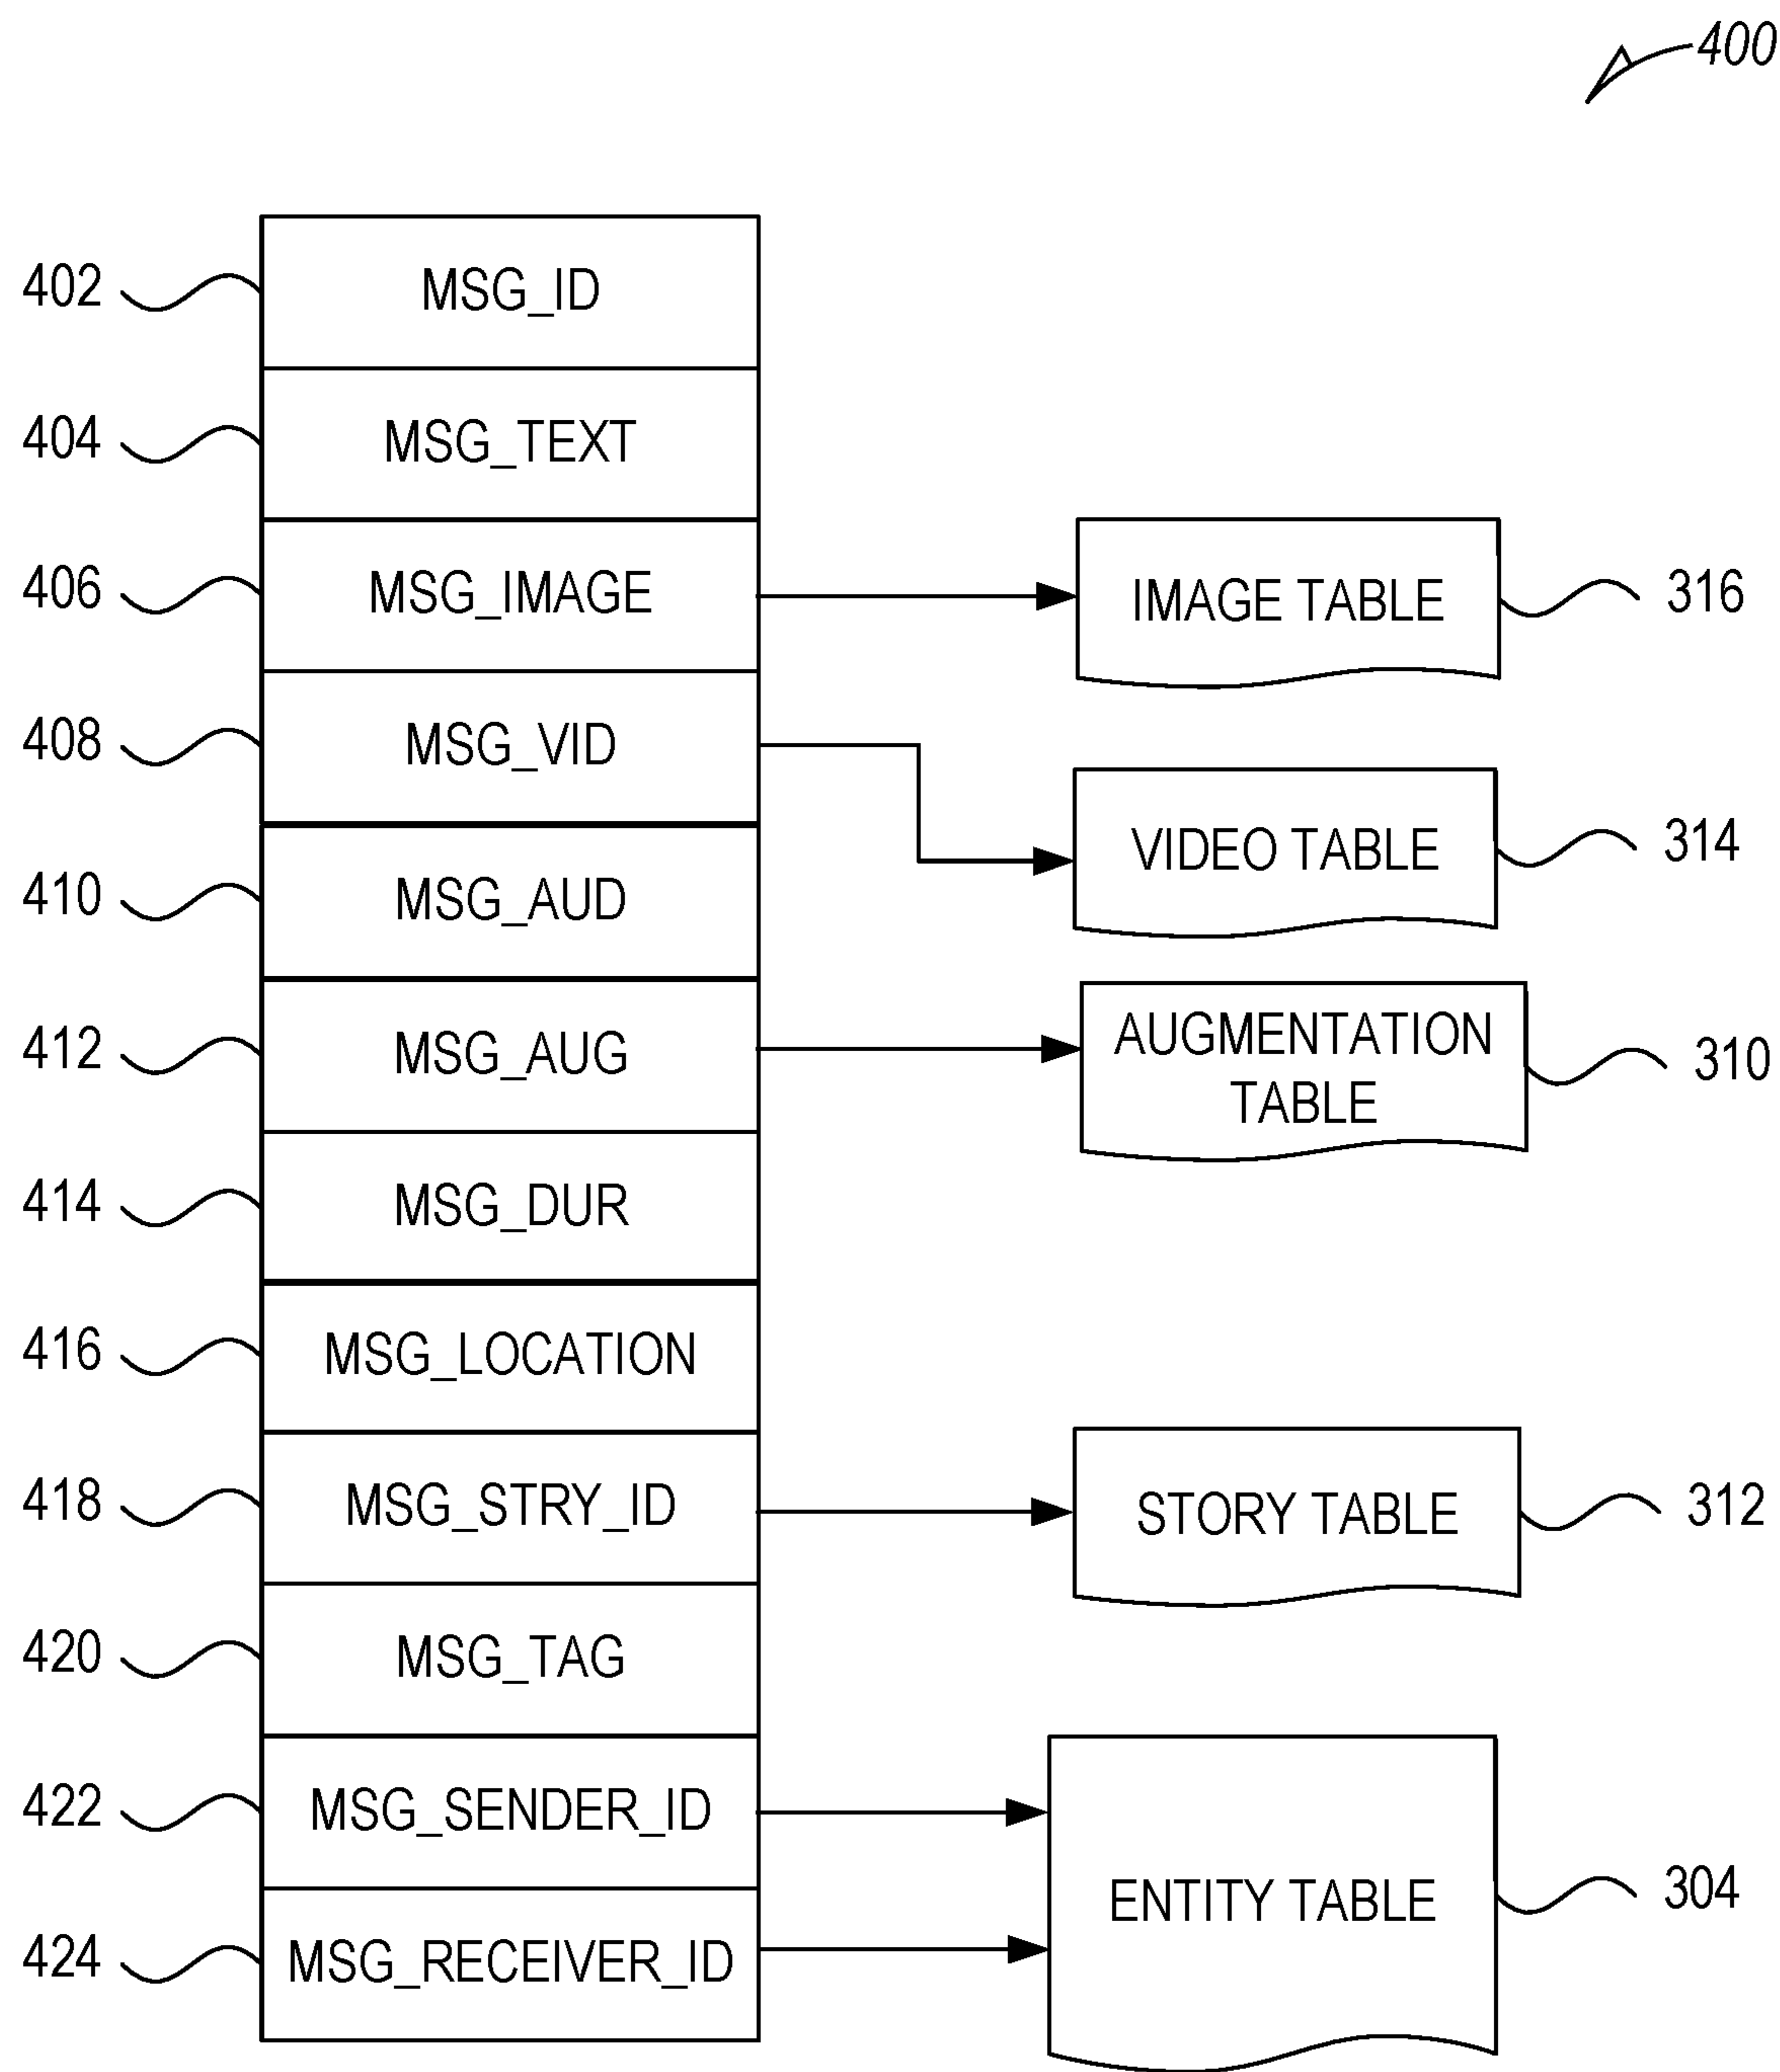 400
402 MSG_ID
404 MSG_TEXT
406 MSG_IMAGE IMAGE TABLE 316
408 MSG_VID VIDEO TABLE 314
410 MSG_AUD
412 MSG_AUG AUGMENTATION
TABLE 310
414 MSG_DUR
416 MSG_LOCATION
418 MSG_STRY_ID STORY TABLE 312
420 MSG_TAG
422 MSG_SENDER_ID
ENTITY TABLE 304
424 MSG_RECEIVER_ID